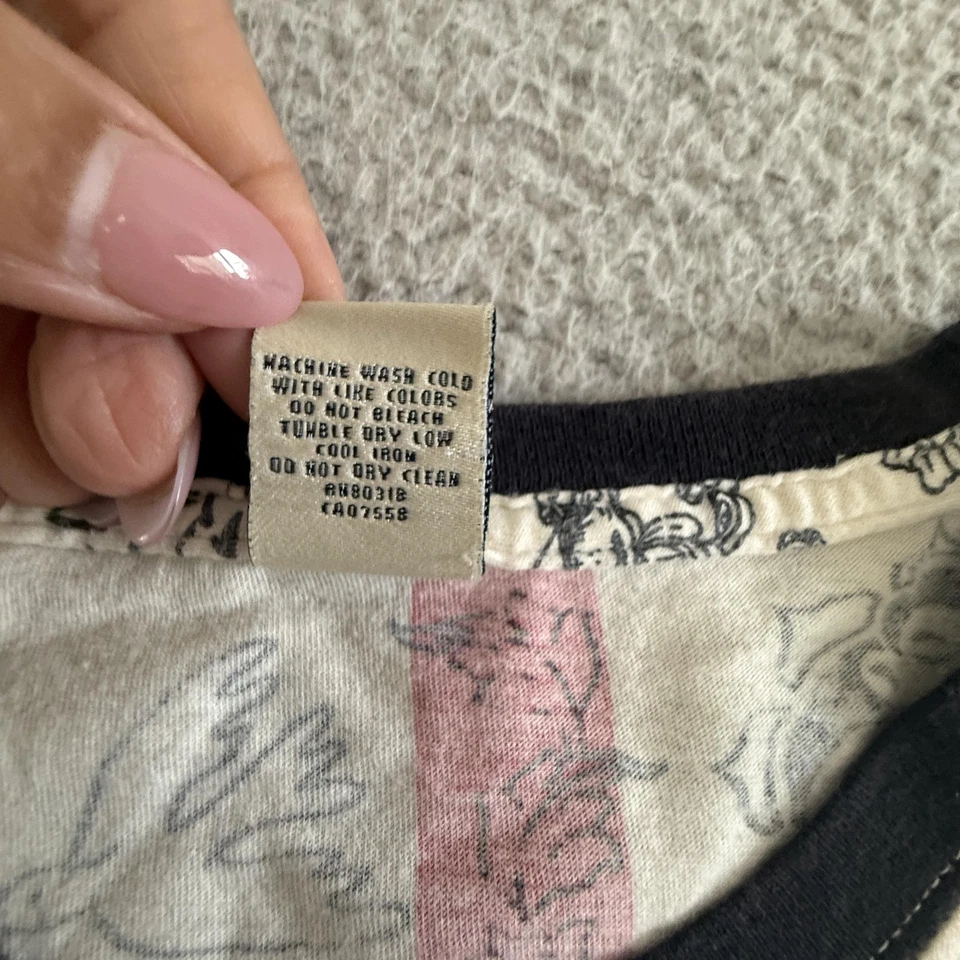 MACHINE WASH COLD
WITH LIKE COLORS
DO NOT BLEACH
TUMBLE DRY LOW
COOL IRON
DO NOT DRY CLEAN
RN80318
CA07558